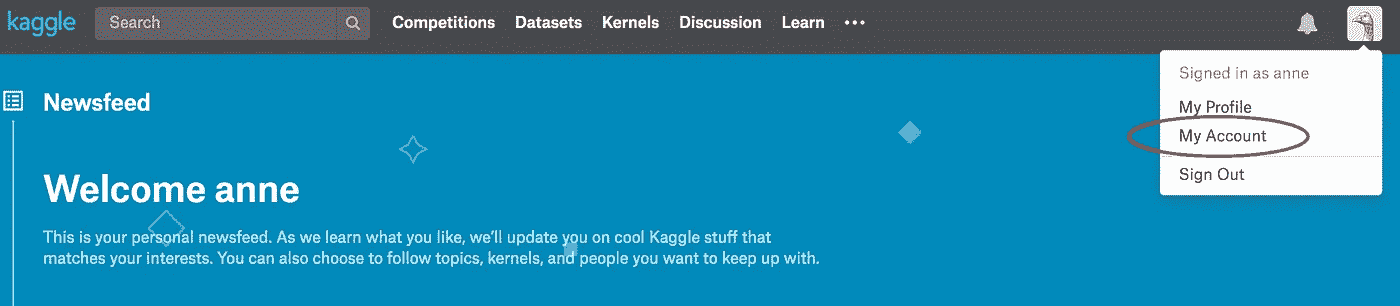 kaggle
Search
Competitions Datasets Kernels Discussion Learn •••
Signed in as anne
My Profile
My Account
Sign Out
Newsfeed
Welcome anne
This is your personal newsfeed. As we learn what you like, we'll update you on cool Kaggle stuff that
matches your interests. You can also choose to follow topics, kernels, and people you want to keep up with.